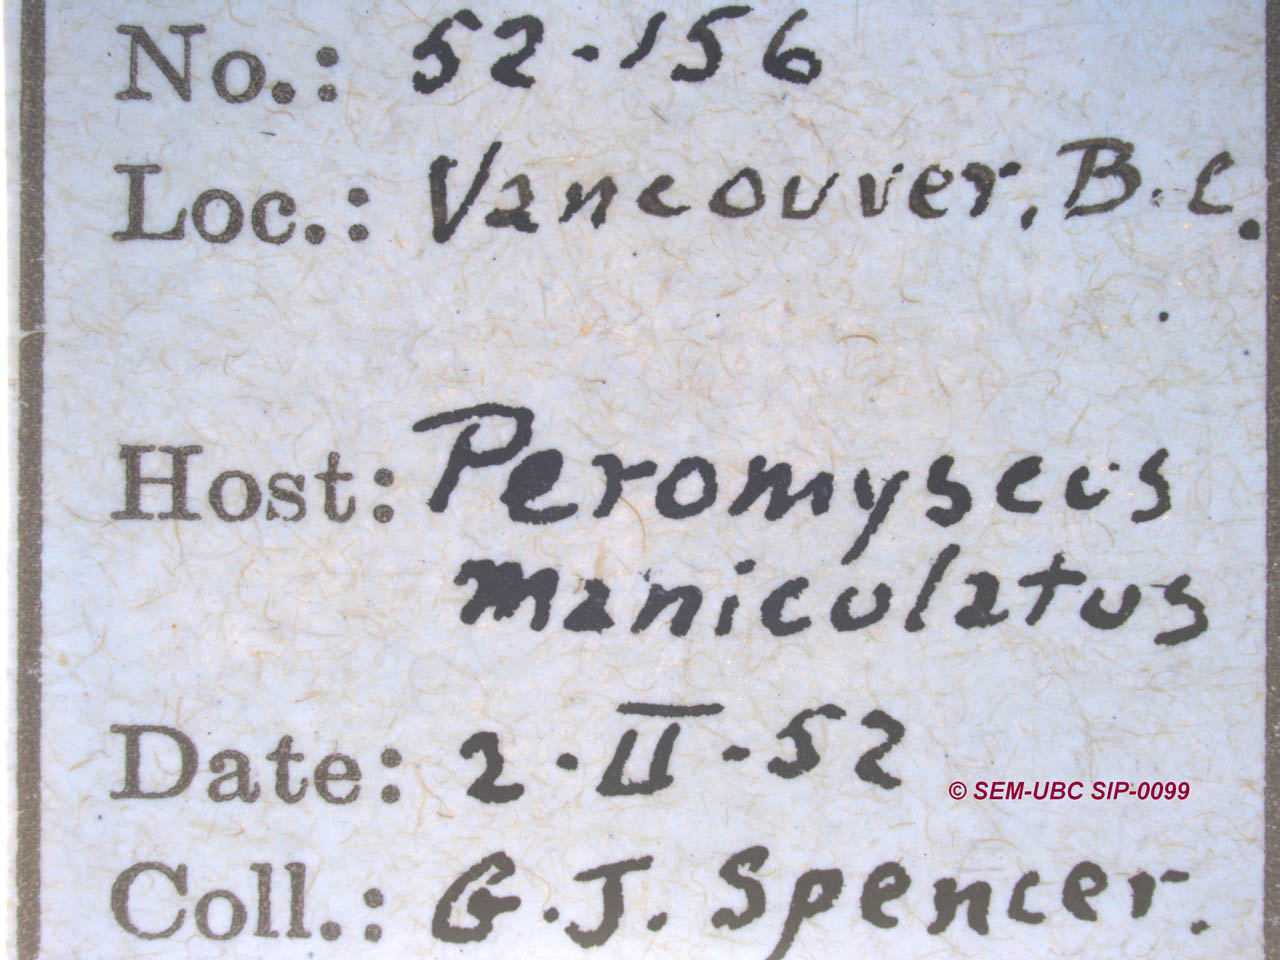 No.: 52-156
Loc.: Vancouver, B.C.
Host: Peromyscus
maniculatus
Date: 2·II·52
© SEM-UBC SIP-0099
Coll.: G.J. Spencer.